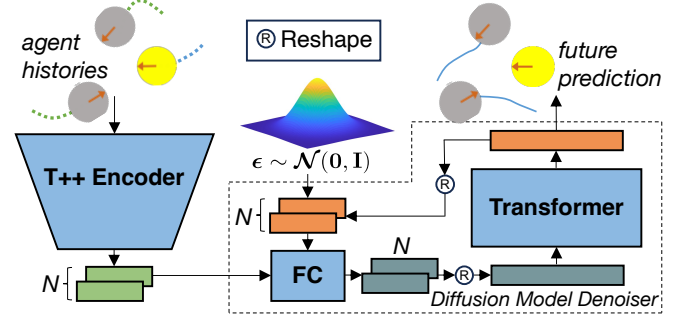 agent
histories
Ⓡ Reshape
future
prediction
ϵ ∼ 𝒩(0, I)
T++ Encoder
N
N
FC
N
Ⓡ
Ⓡ
Transformer
Diffusion Model Denoiser